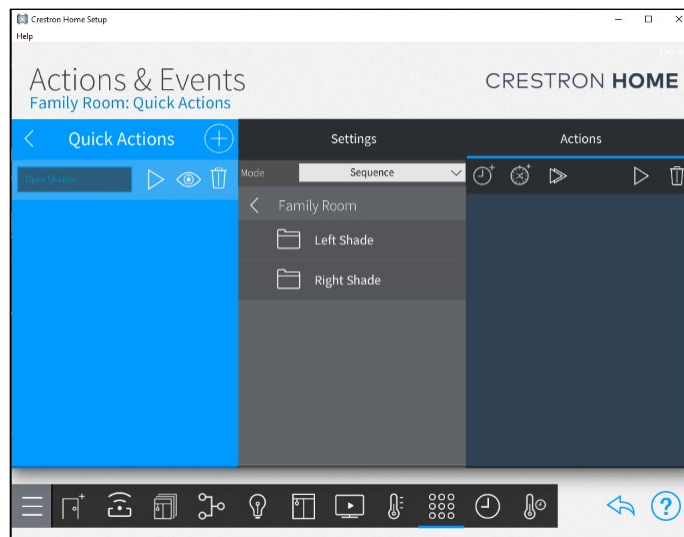 Crestron Home Setup
Help
Actions & Events
Family Room: Quick Actions
CRESTRON HOME
Quick Actions
Settings
Actions
Open Shades
Mode
Sequence
Family Room
Left Shade
Right Shade
?